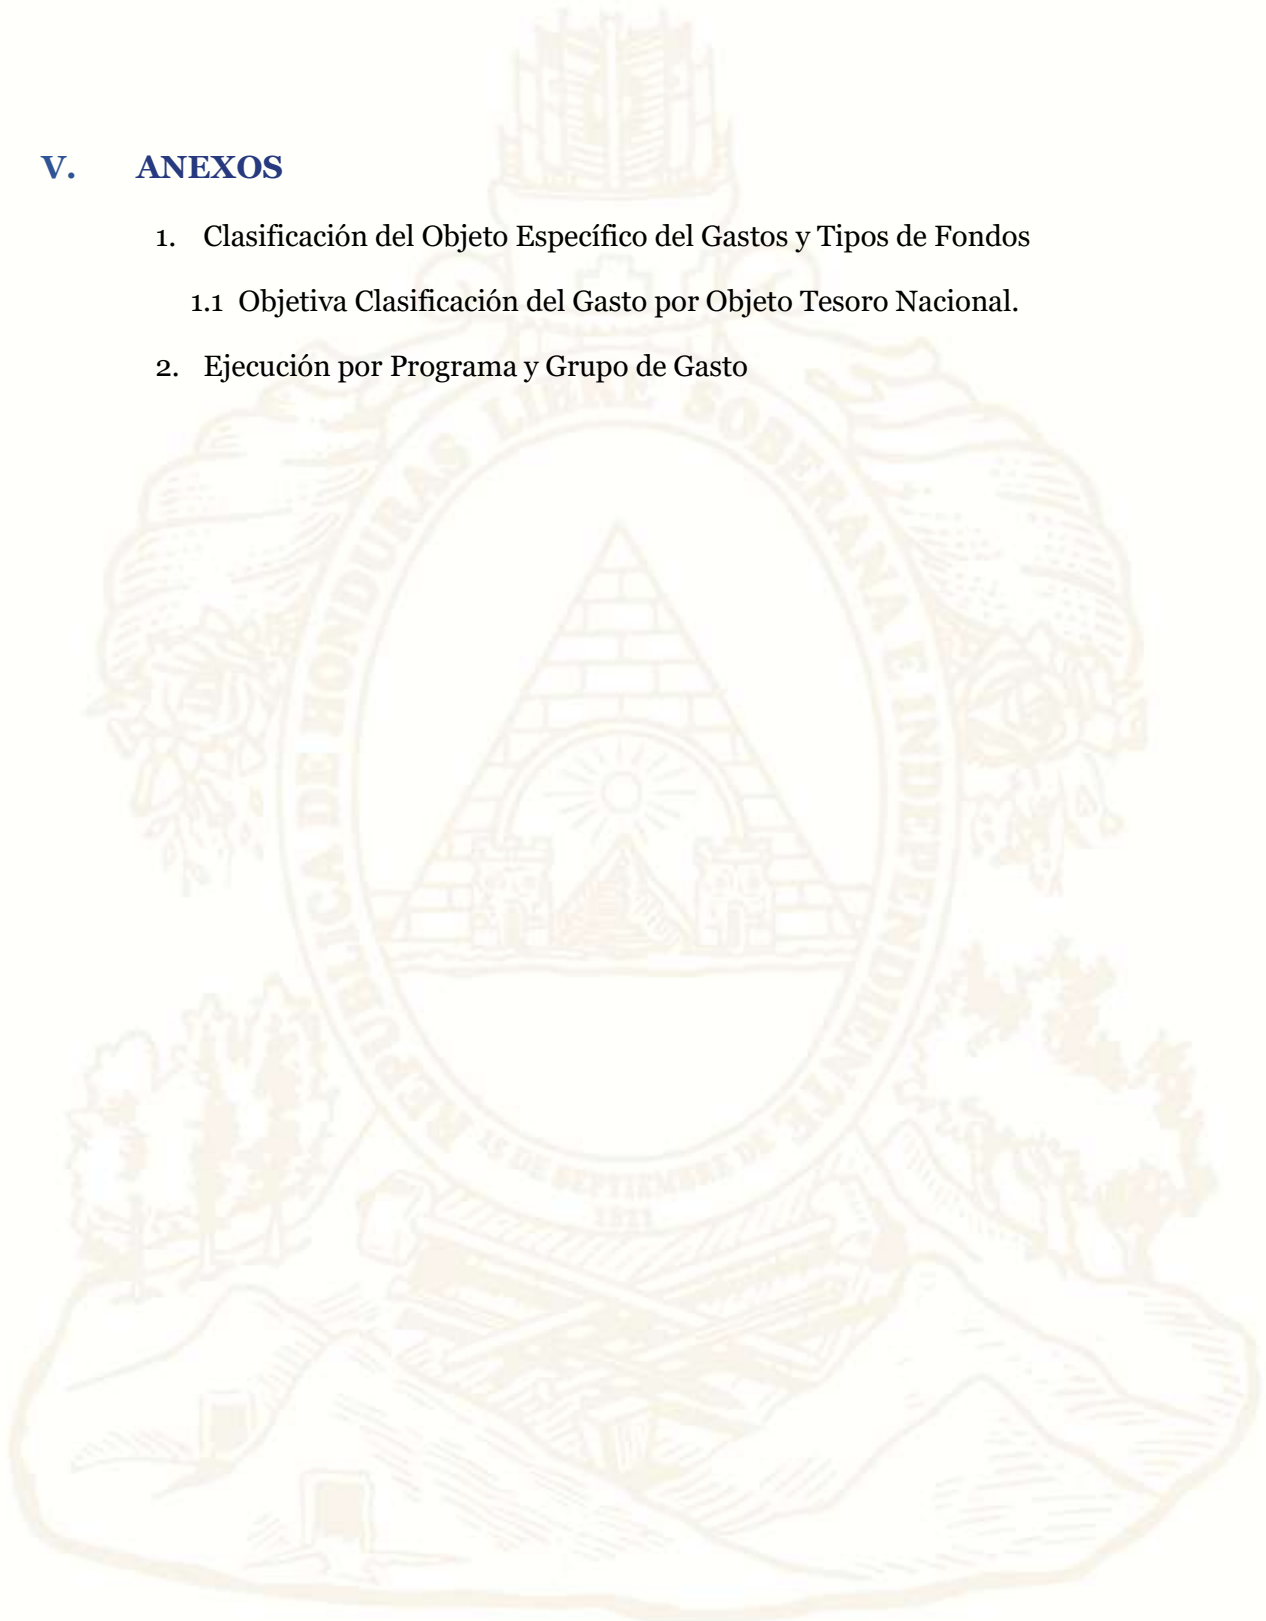 V. ANEXOS
1. Clasificación del Objeto Específico del Gastos y Tipos de Fondos
1.1 Objetiva Clasificación del Gasto por Objeto Tesoro Nacional.
2. Ejecución por Programa y Grupo de Gasto
REPUBLICA DE HONDURAS LIBRE SOBERANA E INDEPENDIENTE
15 DE SEPTIEMBRE DE
1821